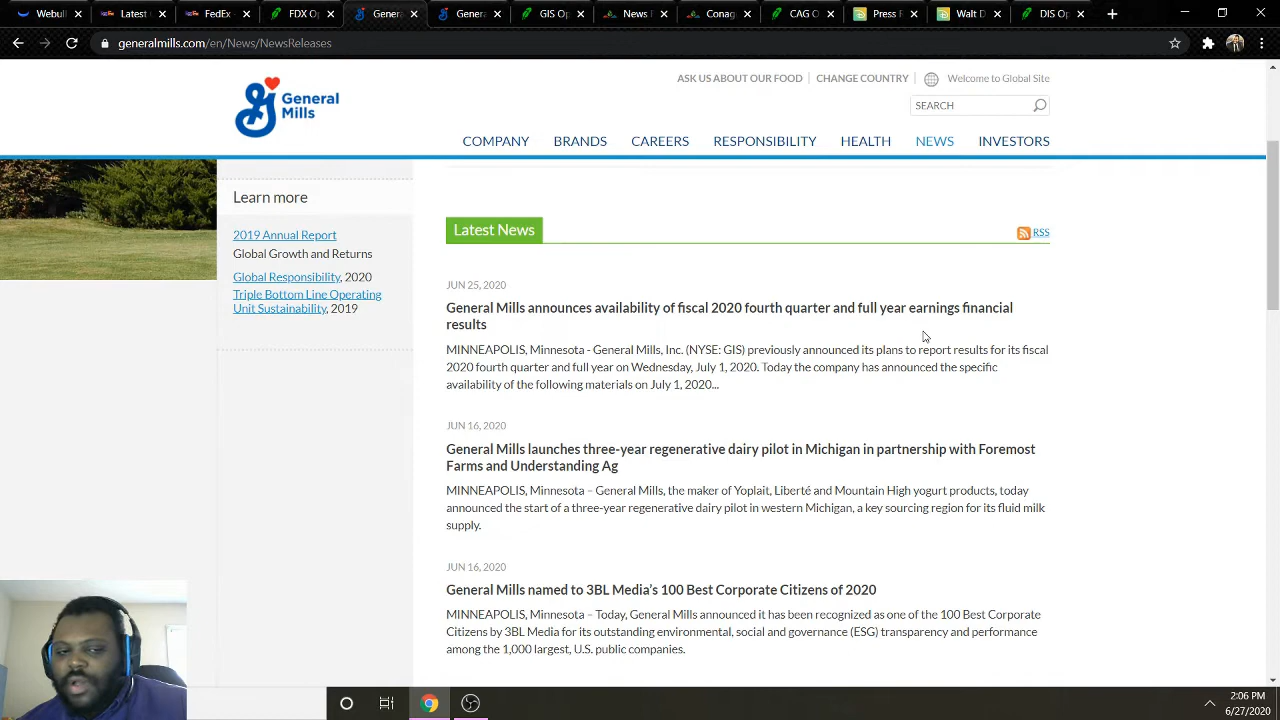 Webull
FedEx
FDX O
Latest
Gener
Gener
GIS Op
News
Conag
CAG O
Press F
Walt D
DIS Op
generalmills.com/en/News/NewsReleases
General
Mills
ASK US ABOUT OUR FOOD
CHANGE COUNTRY
Welcome to Global Site
SEARCH
COMPANY BRANDS CAREERS RESPONSIBILITY HEALTH NEWS INVESTORS
Learn more
2019 Annual Report
Global Growth and Returns
Global Responsibility, 2020
Triple Bottom Line Operating
Unit Sustainability, 2019
Latest News
RSS
JUN 25, 2020
General Mills announces availability of fiscal 2020 fourth quarter and full year earnings financial
results
MINNEAPOLIS, Minnesota - General Mills, Inc. (NYSE: GIS) previously announced its plans to report results for its fiscal
2020 fourth quarter and full year on Wednesday, July 1, 2020. Today the company has announced the specific
availability of the following materials on July 1, 2020...
JUN 16, 2020
General Mills launches three-year regenerative dairy pilot in Michigan in partnership with Foremost
Farms and Understanding Ag
MINNEAPOLIS, Minnesota – General Mills, the maker of Yoplait, Liberté and Mountain High yogurt products, today
announced the start of a three-year regenerative dairy pilot in western Michigan, a key sourcing region for its fluid milk
supply.
JUN 16, 2020
General Mills named to 3BL Media's 100 Best Corporate Citizens of 2020
MINNEAPOLIS, Minnesota – Today, General Mills announced it has been recognized as one of the 100 Best Corporate
Citizens by 3BL Media for its outstanding environmental, social and governance (ESG) transparency and performance
among the 1,000 largest, U.S. public companies.
2:06 PM
6/27/2020